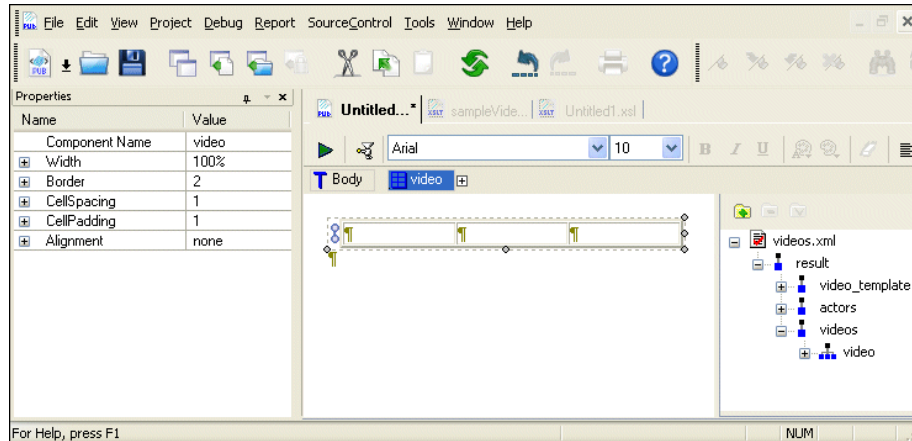 File Edit View Project Debug Report SourceControl Tools Window Help
PUB
Properties
Name Value
Component Name video
Width 100%
Border 2
CellSpacing 1
CellPadding 1
Alignment none
Untitled...* sampleVide... Untitled1.xsl
Arial 10 B I U
Body video
¶ ¶ ¶
¶
videos.xml
result
video_template
actors
videos
video
For Help, press F1 NUM